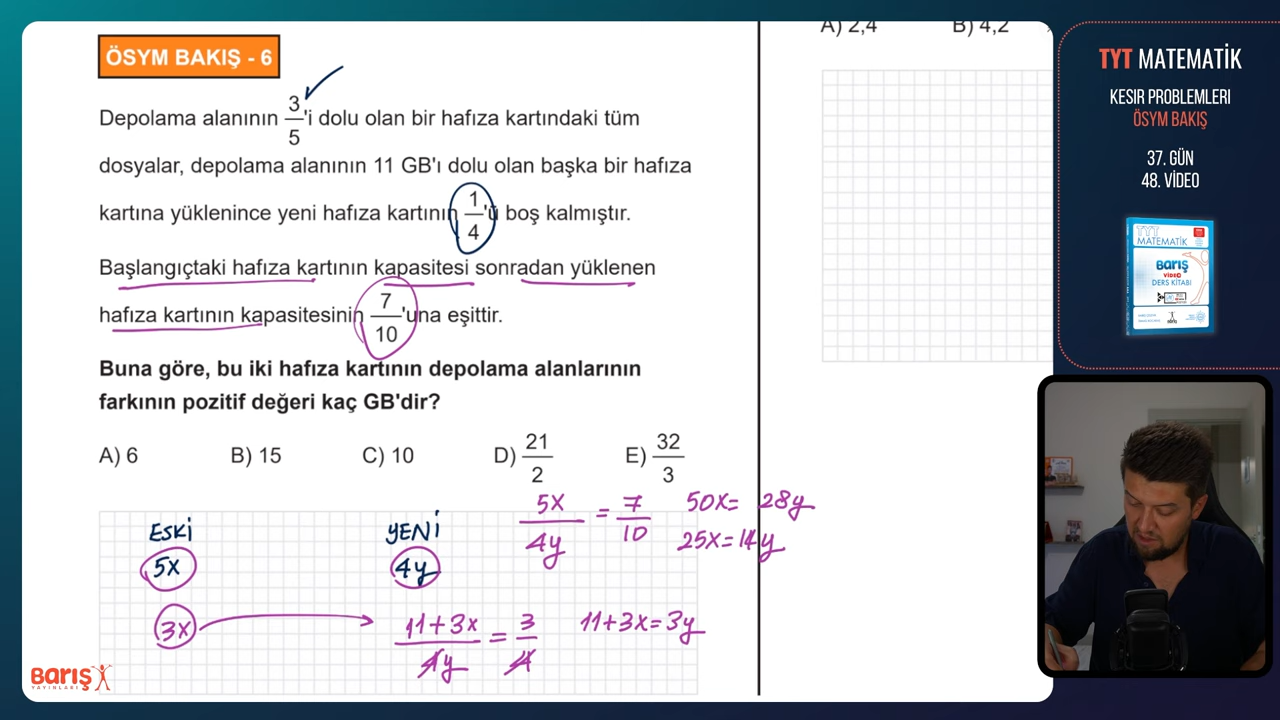 ÖSYM BAKIŞ - 6
Depolama alanının 3/5'i dolu olan bir hafıza kartındaki tüm
dosyalar, depolama alanının 11 GB'ı dolu olan başka bir hafıza
kartına yüklenince yeni hafıza kartının 1/4'ü boş kalmıştır.
Başlangıçtaki hafıza kartının kapasitesi sonradan yüklenen
hafıza kartının kapasitesinin 7/10'una eşittir.
Buna göre, bu iki hafıza kartının depolama alanlarının
farkının pozitif değeri kaç GB'dir?
A) 6 B) 15 C) 10 D) 21/2 E) 32/3
ESKİ YENİ
5x 4y
3x
11+3x/4y = 3/4
11+3x=3y
5x/4y = 7/10
50x= 28y
25x=14y
A) 2,4 B) 4,2
BARIŞ
YAYINLARI
TYT MATEMATİK
KESIR PROBLEMLERI
ÖSYM BAKIŞ
37. GÜN
48. VİDEO
TYT
MATEMATİK
BARIŞ
VİDEO
DERS KİTABI